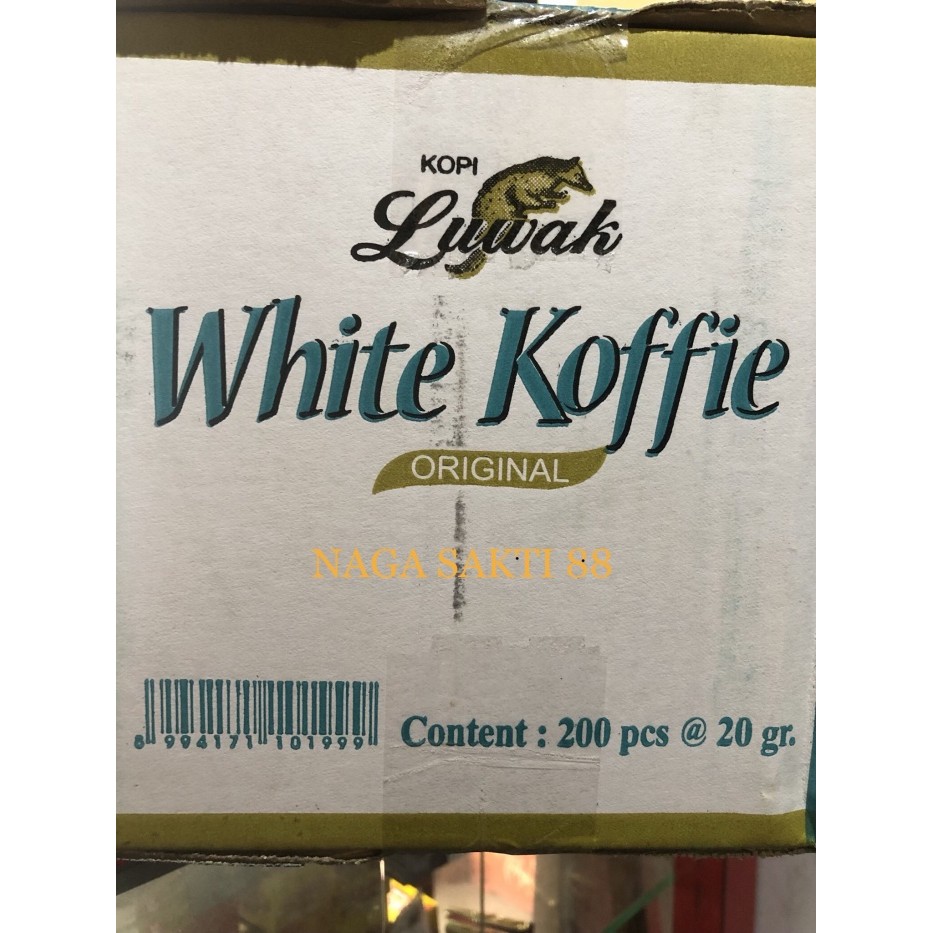 KOPI
Luwak
White Koffie
ORIGINAL
NAGA SAKTI 88
8 994171 101999
Content : 200 pcs @ 20 gr.